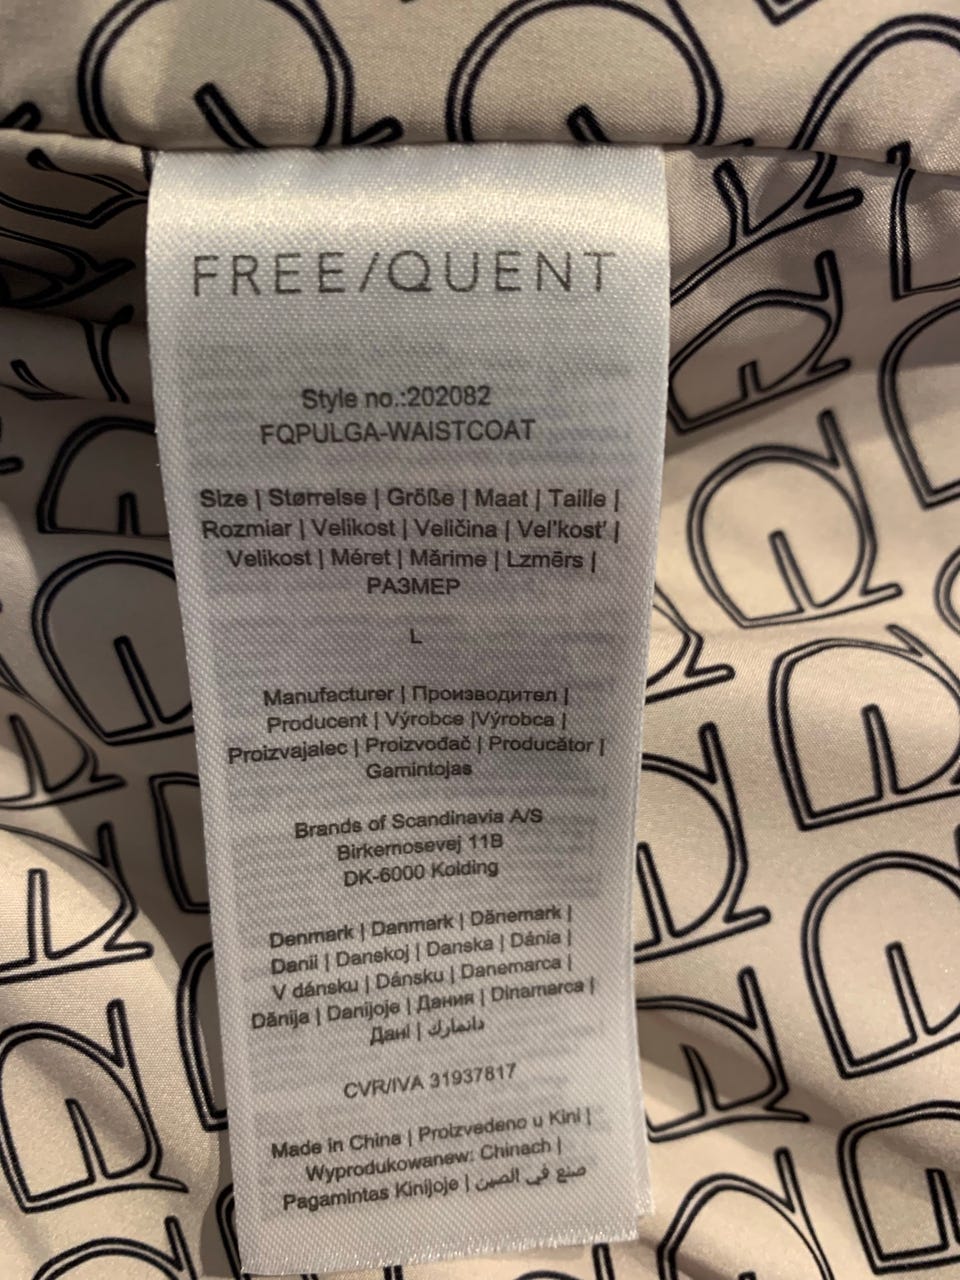 FREE/QUENT
Style no.:202082
FQPULGA-WAISTCOAT
Size | Størrelse | Größe | Maat | Taille |
Rozmiar | Velikost | Veličina | Veľkosť |
Velikost | Méret | Mărime | Lzmērs |
РАЗМЕР
L
Manufacturer | Производител |
Producent | Výrobce |Výrobca |
Proizvajalec | Proizvođač | Producător |
Gamintojas
Brands of Scandinavia A/S
Birkemosevej 11B
DK-6000 Kolding
Denmark | Danmark | Dänemark |
Danii | Danskoj | Danska | Dánia |
V dánsku | Dánsku | Danemarca |
Dānija | Danijoje | Дания | Dinamarca |
Данi | دانمارك
CVR/IVA 31937817
Made in China | Proizvedeno u Kini |
Wyprodukowanew: Chinach |
Pagamintas Kinijoje | صنع في الصين